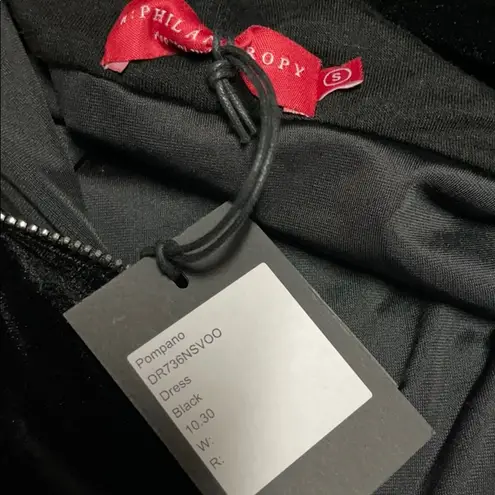 R:PHILA ROPY
S
Pompano
DR736NSVOO
Dress
Black
10.30
W:
R: